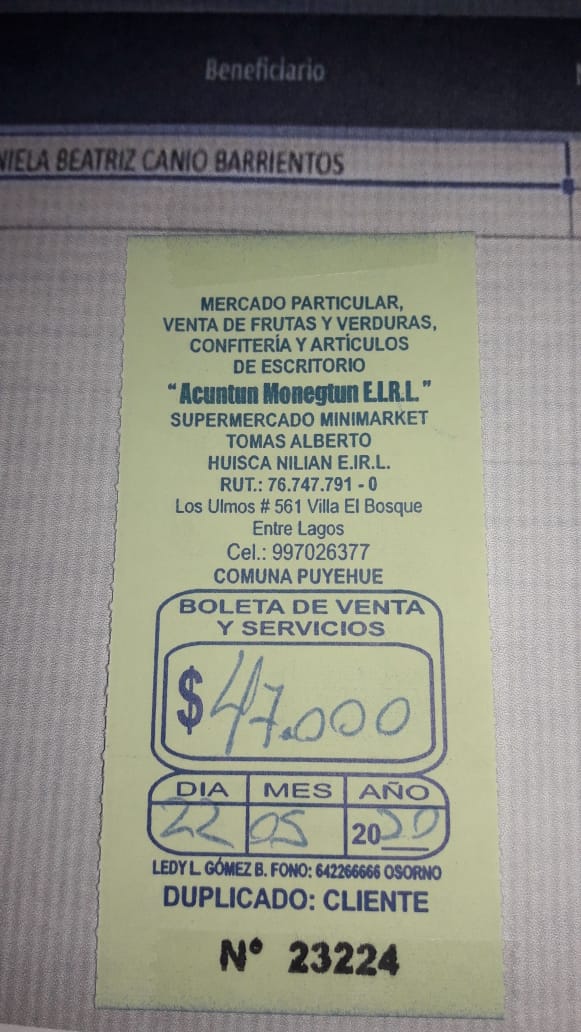 Beneficiario
NIELA BEATRIZ CANIO BARRIENTOS
MERCADO PARTICULAR,
VENTA DE FRUTAS Y VERDURAS,
CONFITERÍA Y ARTÍCULOS
DE ESCRITORIO
“Acuntun Monegtun E.I.R.L.”
SUPERMERCADO MINIMARKET
TOMAS ALBERTO
HUISCA NILIAN E.IR.L.
RUT.: 76.747.791 - 0
Los Ulmos # 561 Villa El Bosque
Entre Lagos
Cel.: 997026377
COMUNA PUYEHUE
BOLETA DE VENTA
Y SERVICIOS
$ 47.000
DIA MES AÑO
22 05 2020
LEDY L. GÓMEZ B. FONO: 642266666 OSORNO
DUPLICADO: CLIENTE
Nº 23224